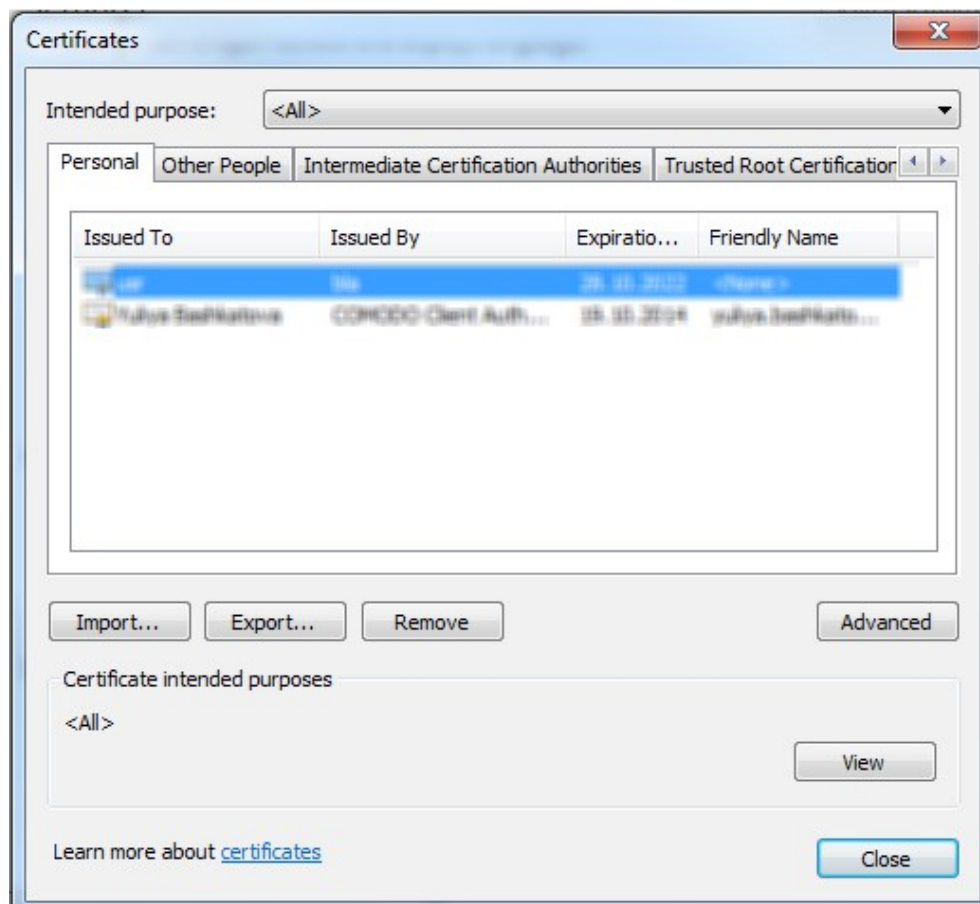 Certificates
Intended purpose: <All>
Personal Other People Intermediate Certification Authorities Trusted Root Certification
Issued To Issued By Expiratio... Friendly Name
Import... Export... Remove Advanced
Certificate intended purposes
<All>
View
Learn more about certificates
Close